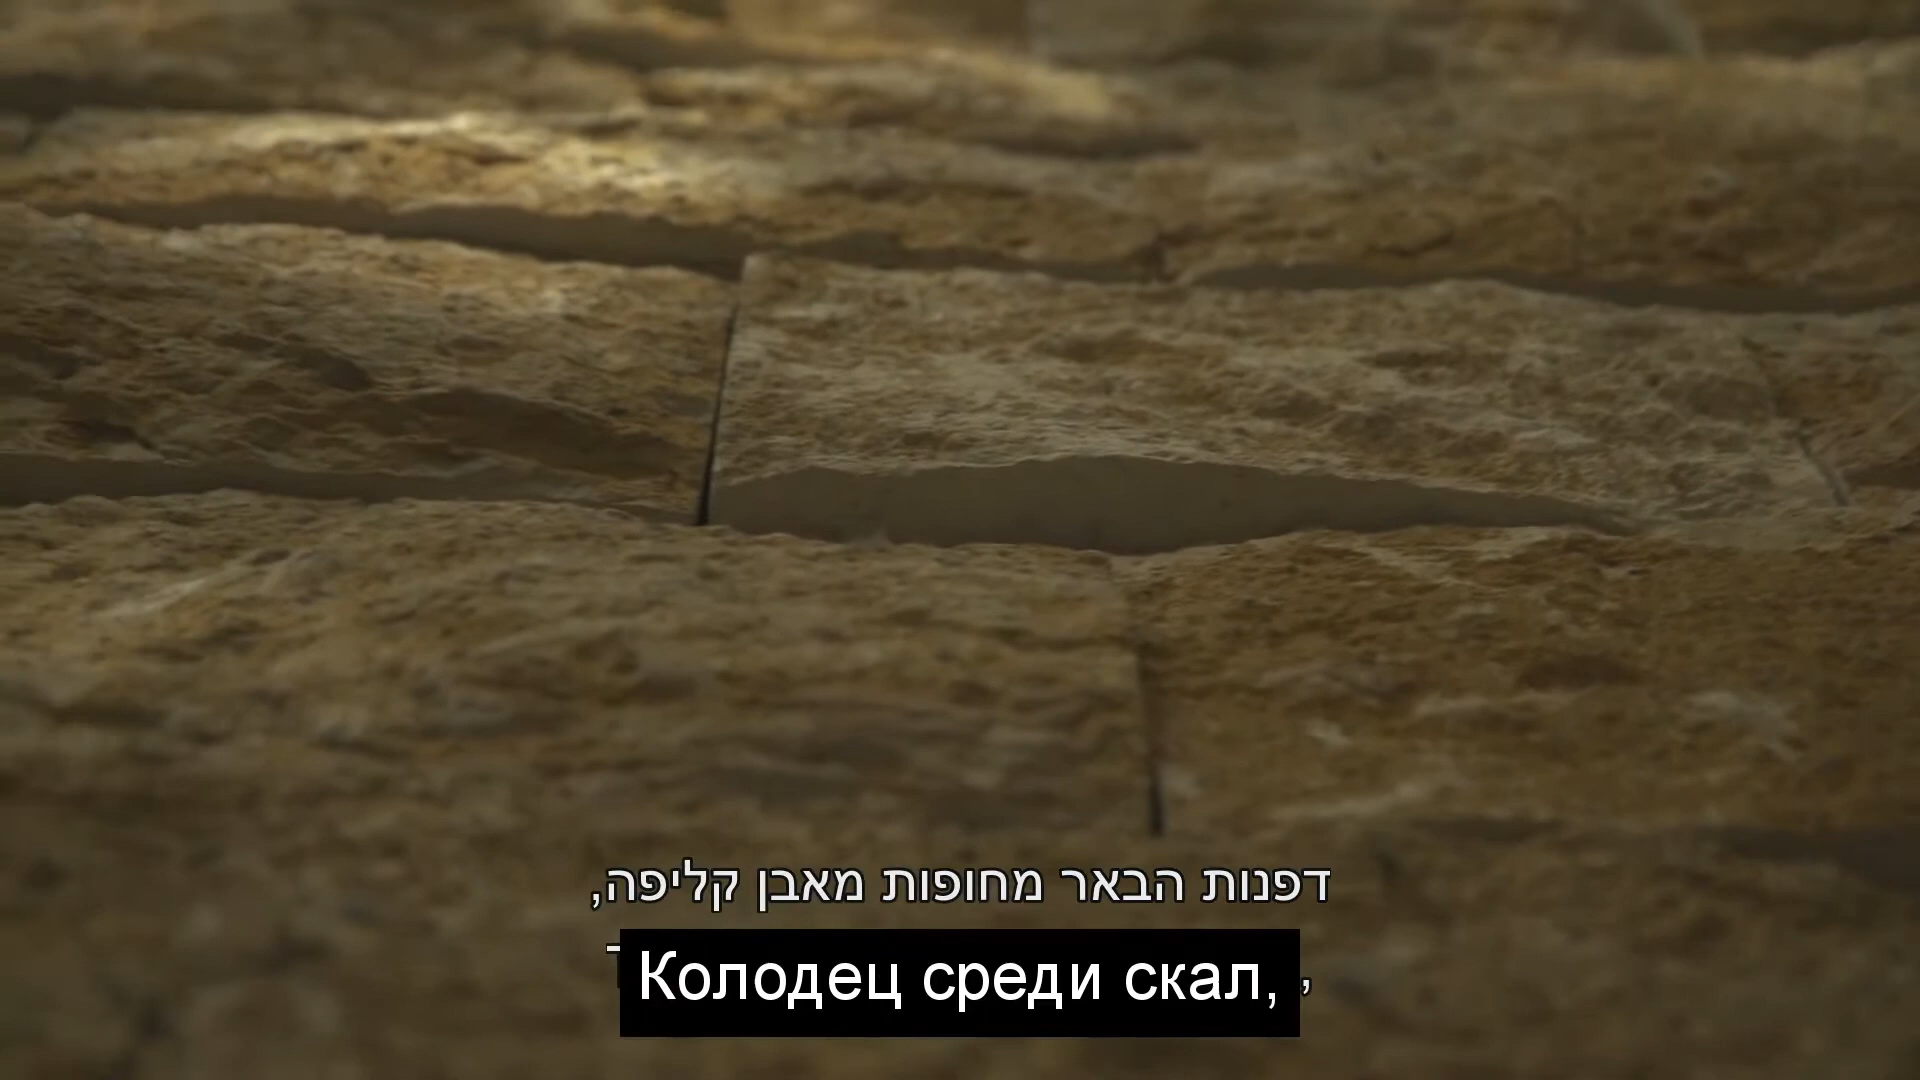 דפנות הבאר מחופות מאבן קליפה,
Колодец среди скал,